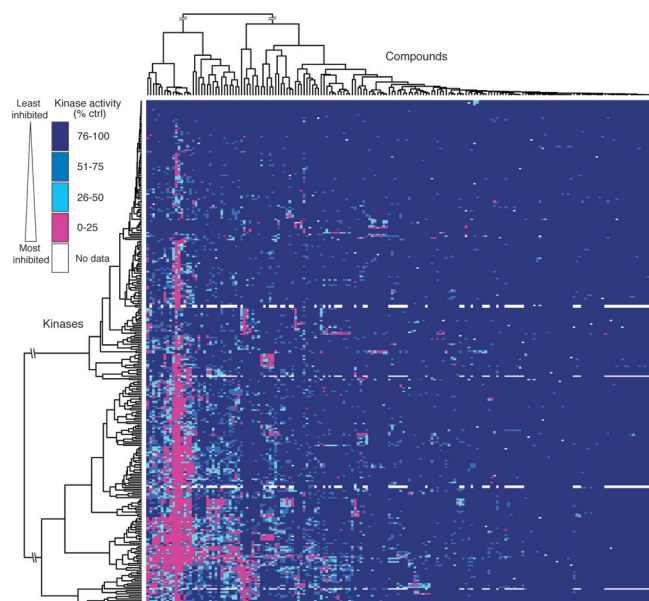 Compounds
Least inhibited
Kinase activity (% ctrl)
76-100
51-75
26-50
0-25
Most inhibited
No data
Kinases